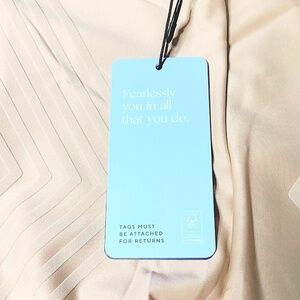 Fearlessly
you in all
that you do.
TAGS MUST
BE ATTACHED
FOR RETURNS